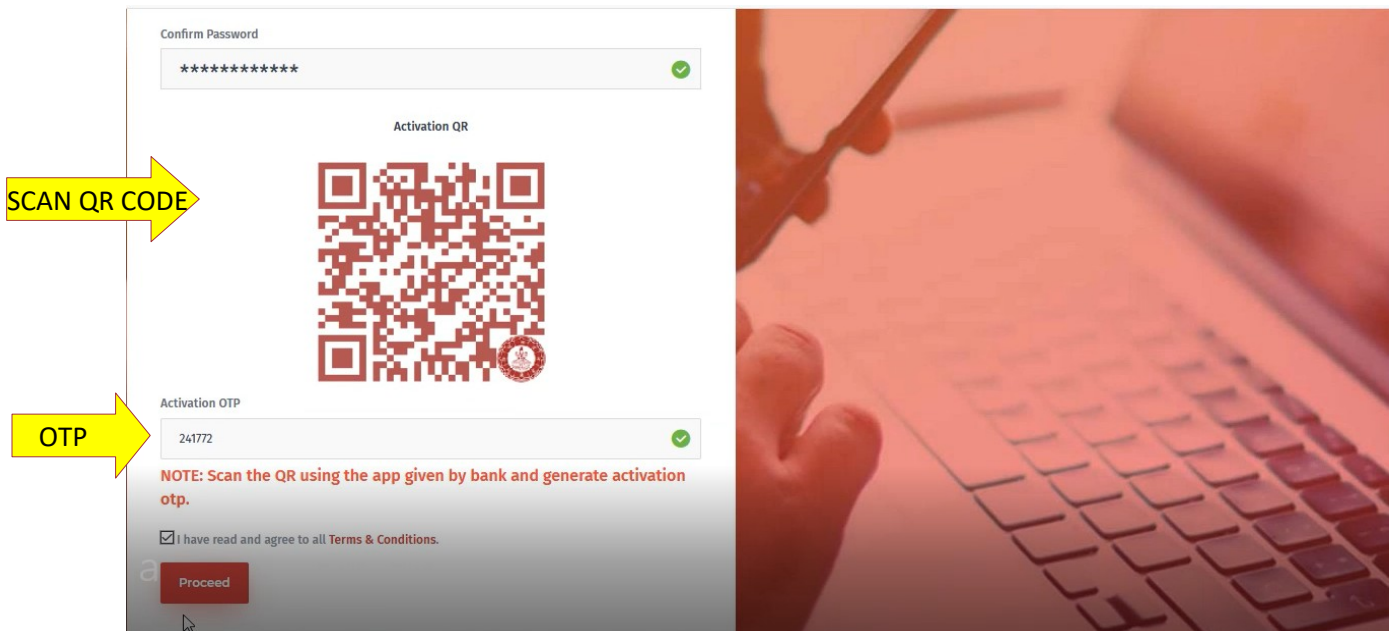 Confirm Password
************
Activation QR
SCAN QR CODE
Activation OTP
OTP
241772
NOTE: Scan the QR using the app given by bank and generate activation
otp.
I have read and agree to all Terms & Conditions.
a
Proceed